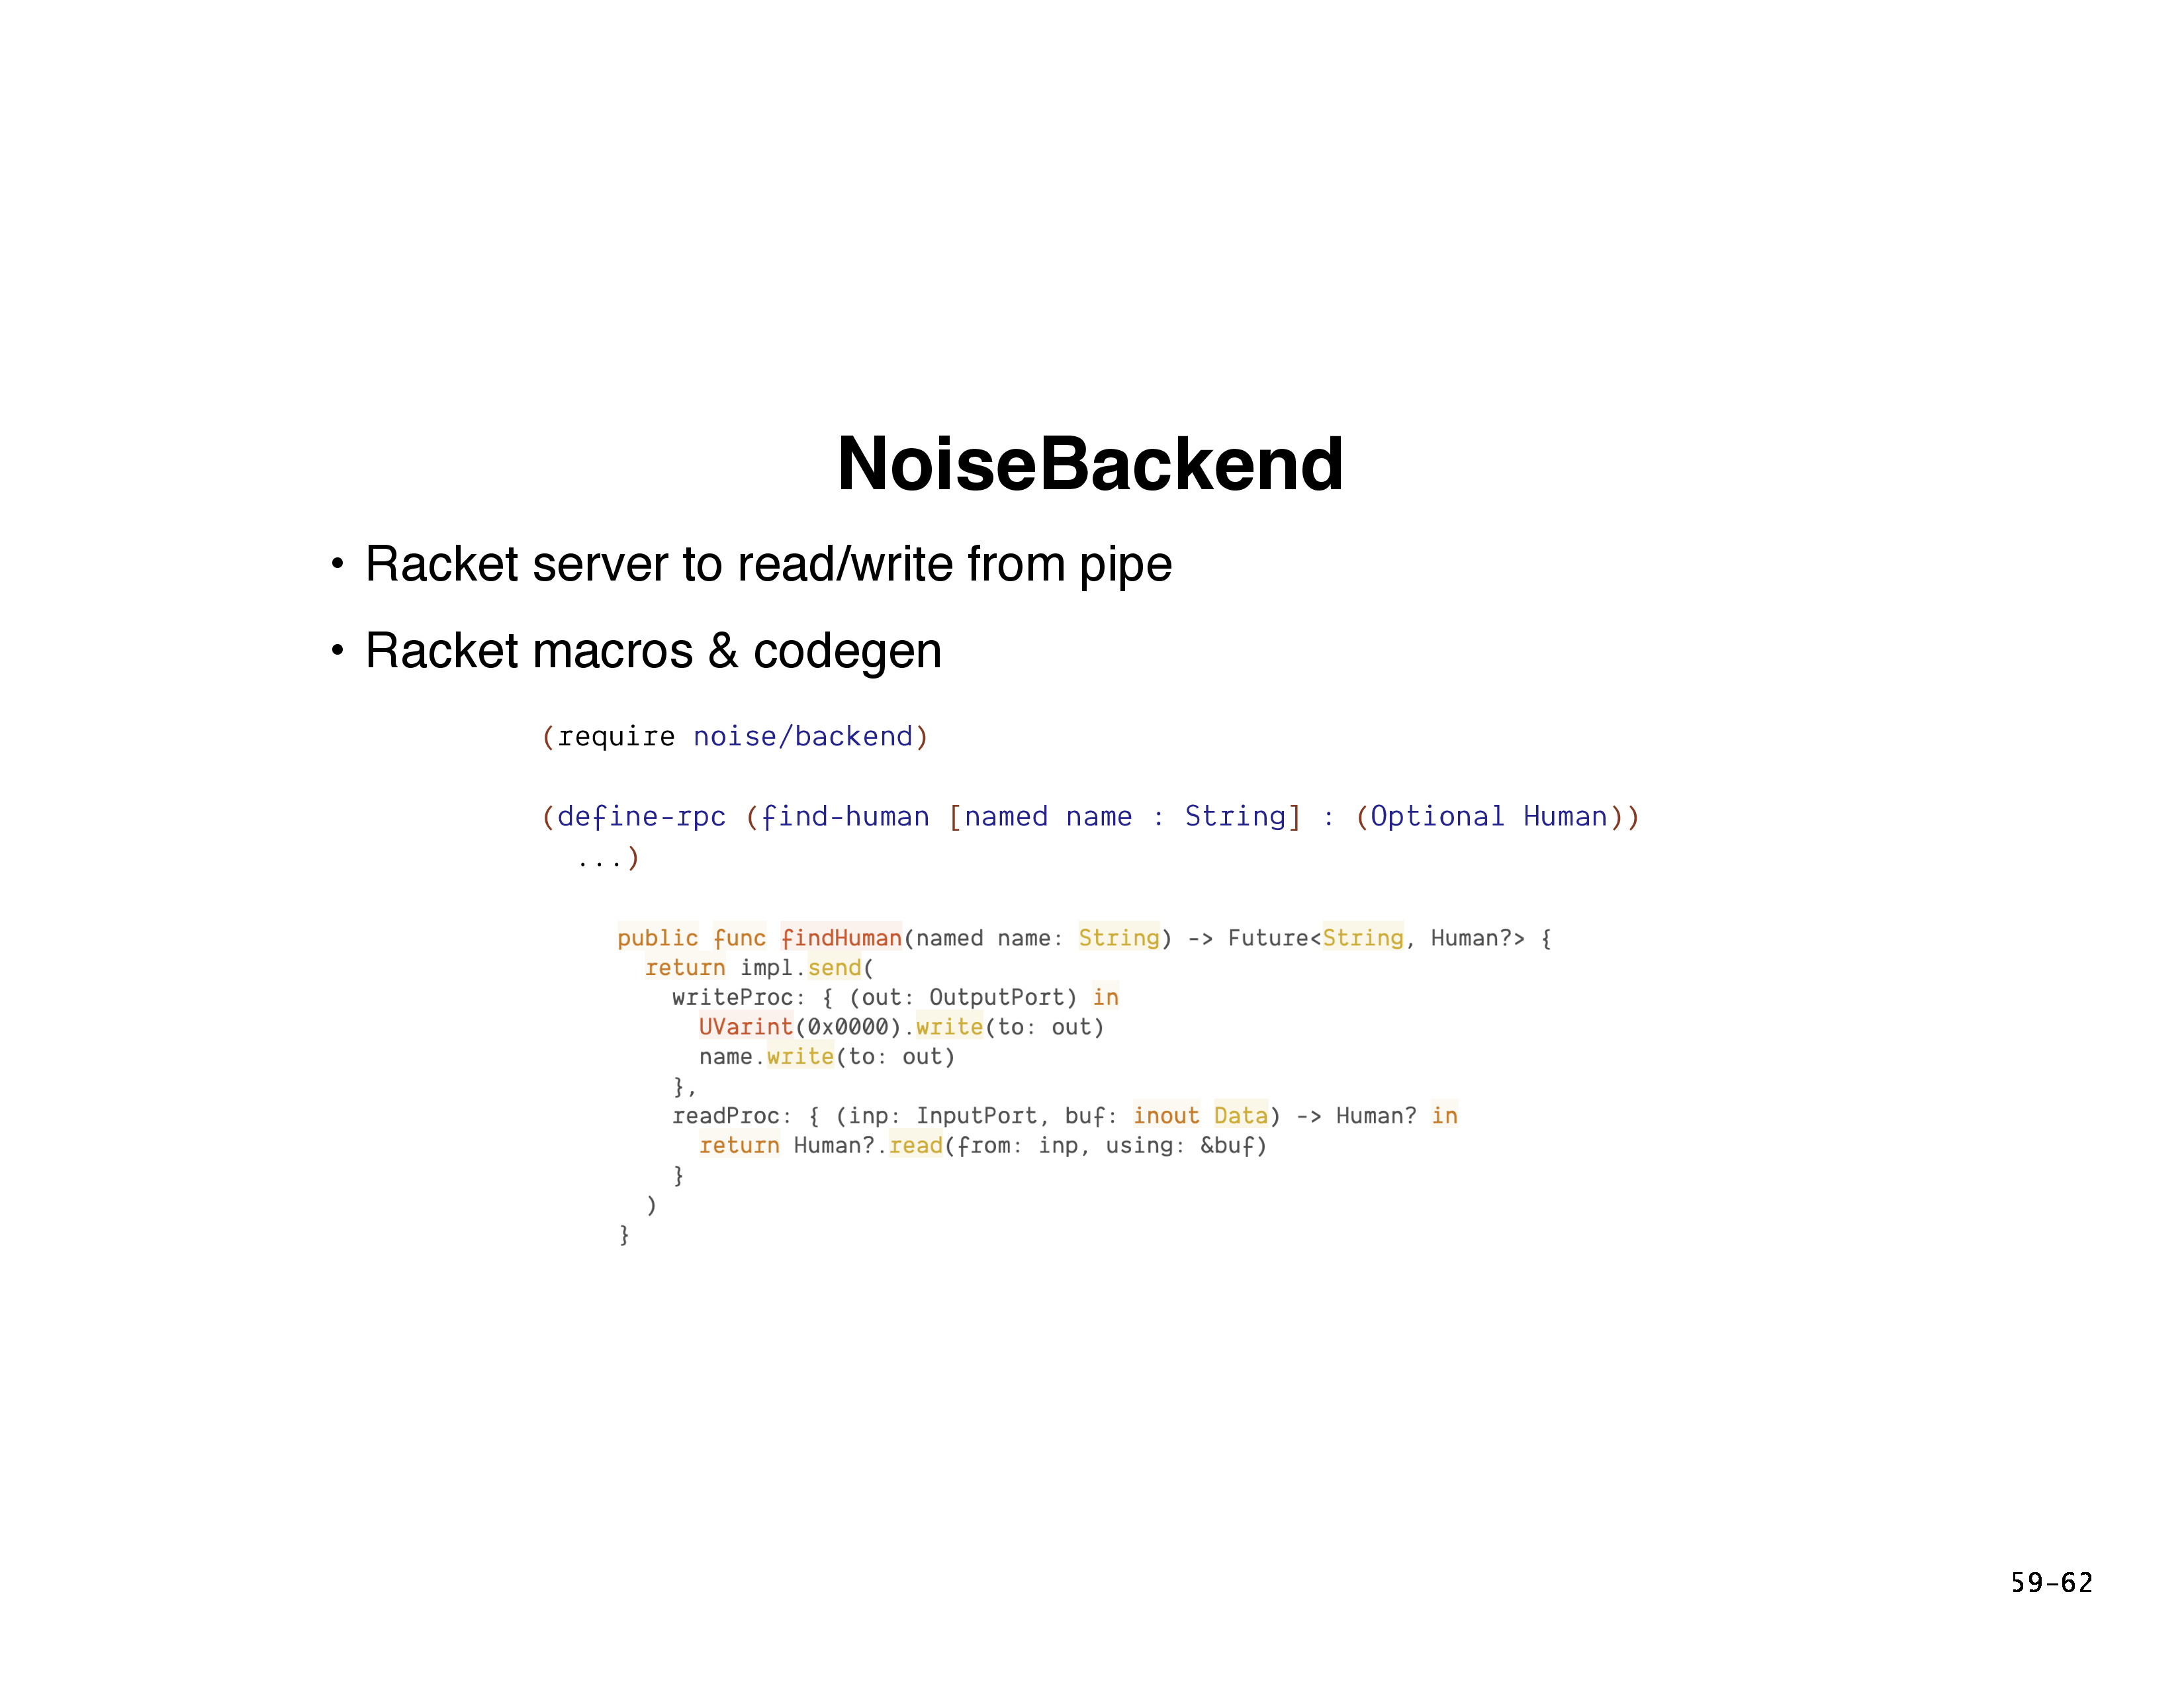 NoiseBackend
• Racket server to read/write from pipe
• Racket macros & codegen
(require noise/backend)
(define-rpc (find-human [named name : String] : (Optional Human))
...)
public func findHuman(named name: String) -> Future<String, Human?> {
return impl.send(
writeProc: { (out: OutputPort) in
UVarint(0x0000).write(to: out)
name.write(to: out)
},
readProc: { (inp: InputPort, buf: inout Data) -> Human? in
return Human?.read(from: inp, using: &buf)
}
)
}
59-62